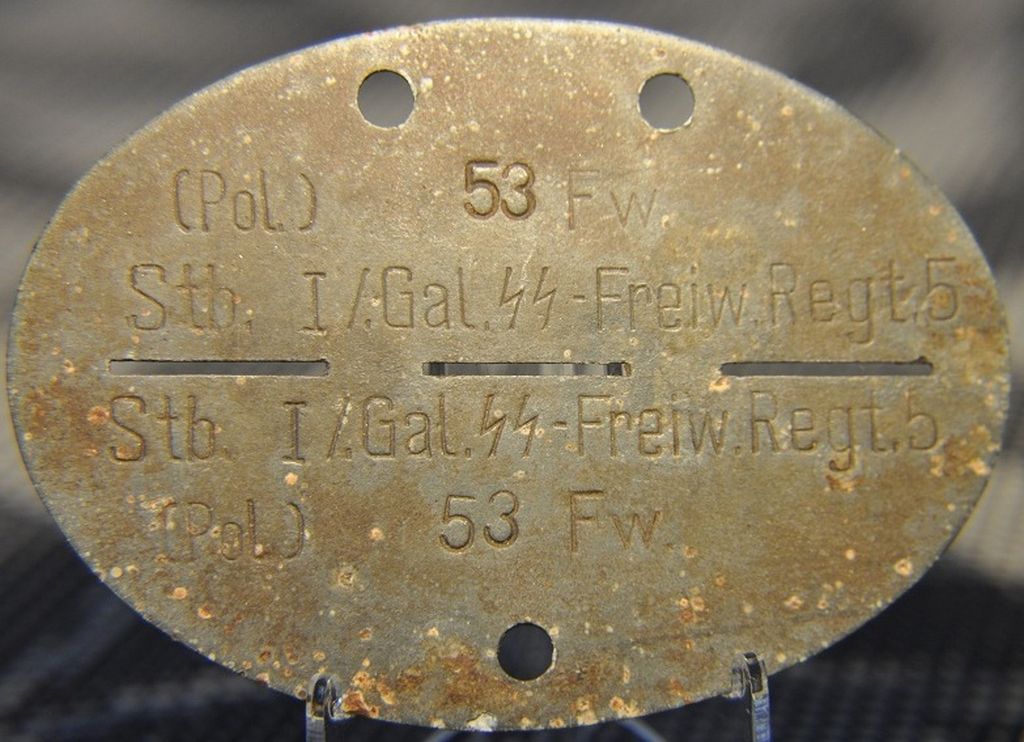 (Pol.) 53 Fw.
Stb. I/.Gal.ᛋᛋ-Freiw.Regt.5
Stb. I/.Gal.ᛋᛋ-Freiw.Regt.5
(Pol.) 53 Fw.